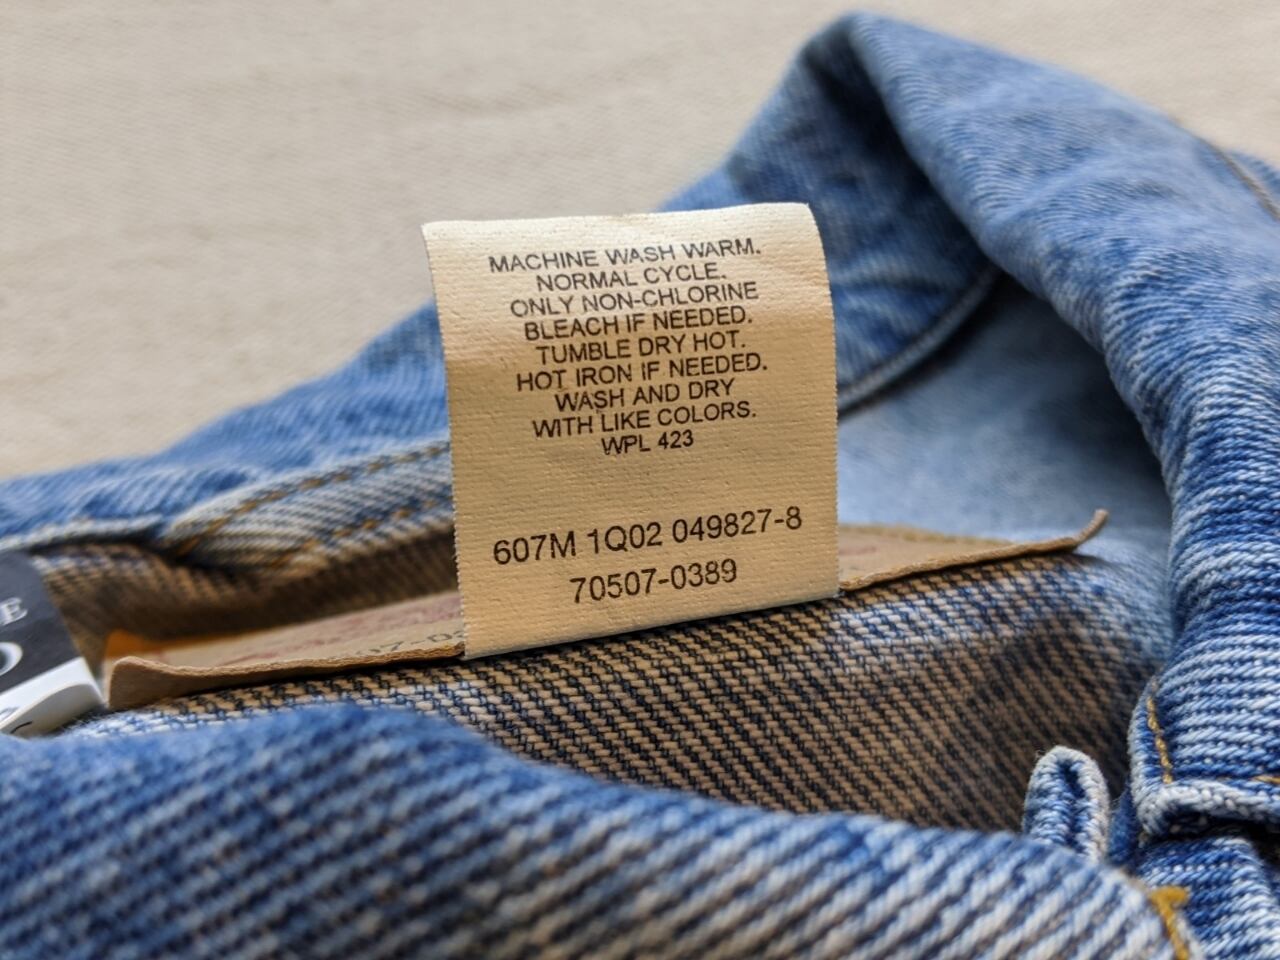 MACHINE WASH WARM.
NORMAL CYCLE.
ONLY NON-CHLORINE
BLEACH IF NEEDED.
TUMBLE DRY HOT.
HOT IRON IF NEEDED.
WASH AND DRY
WITH LIKE COLORS.
WPL 423
607M 1Q02 049827-8
70507-0389